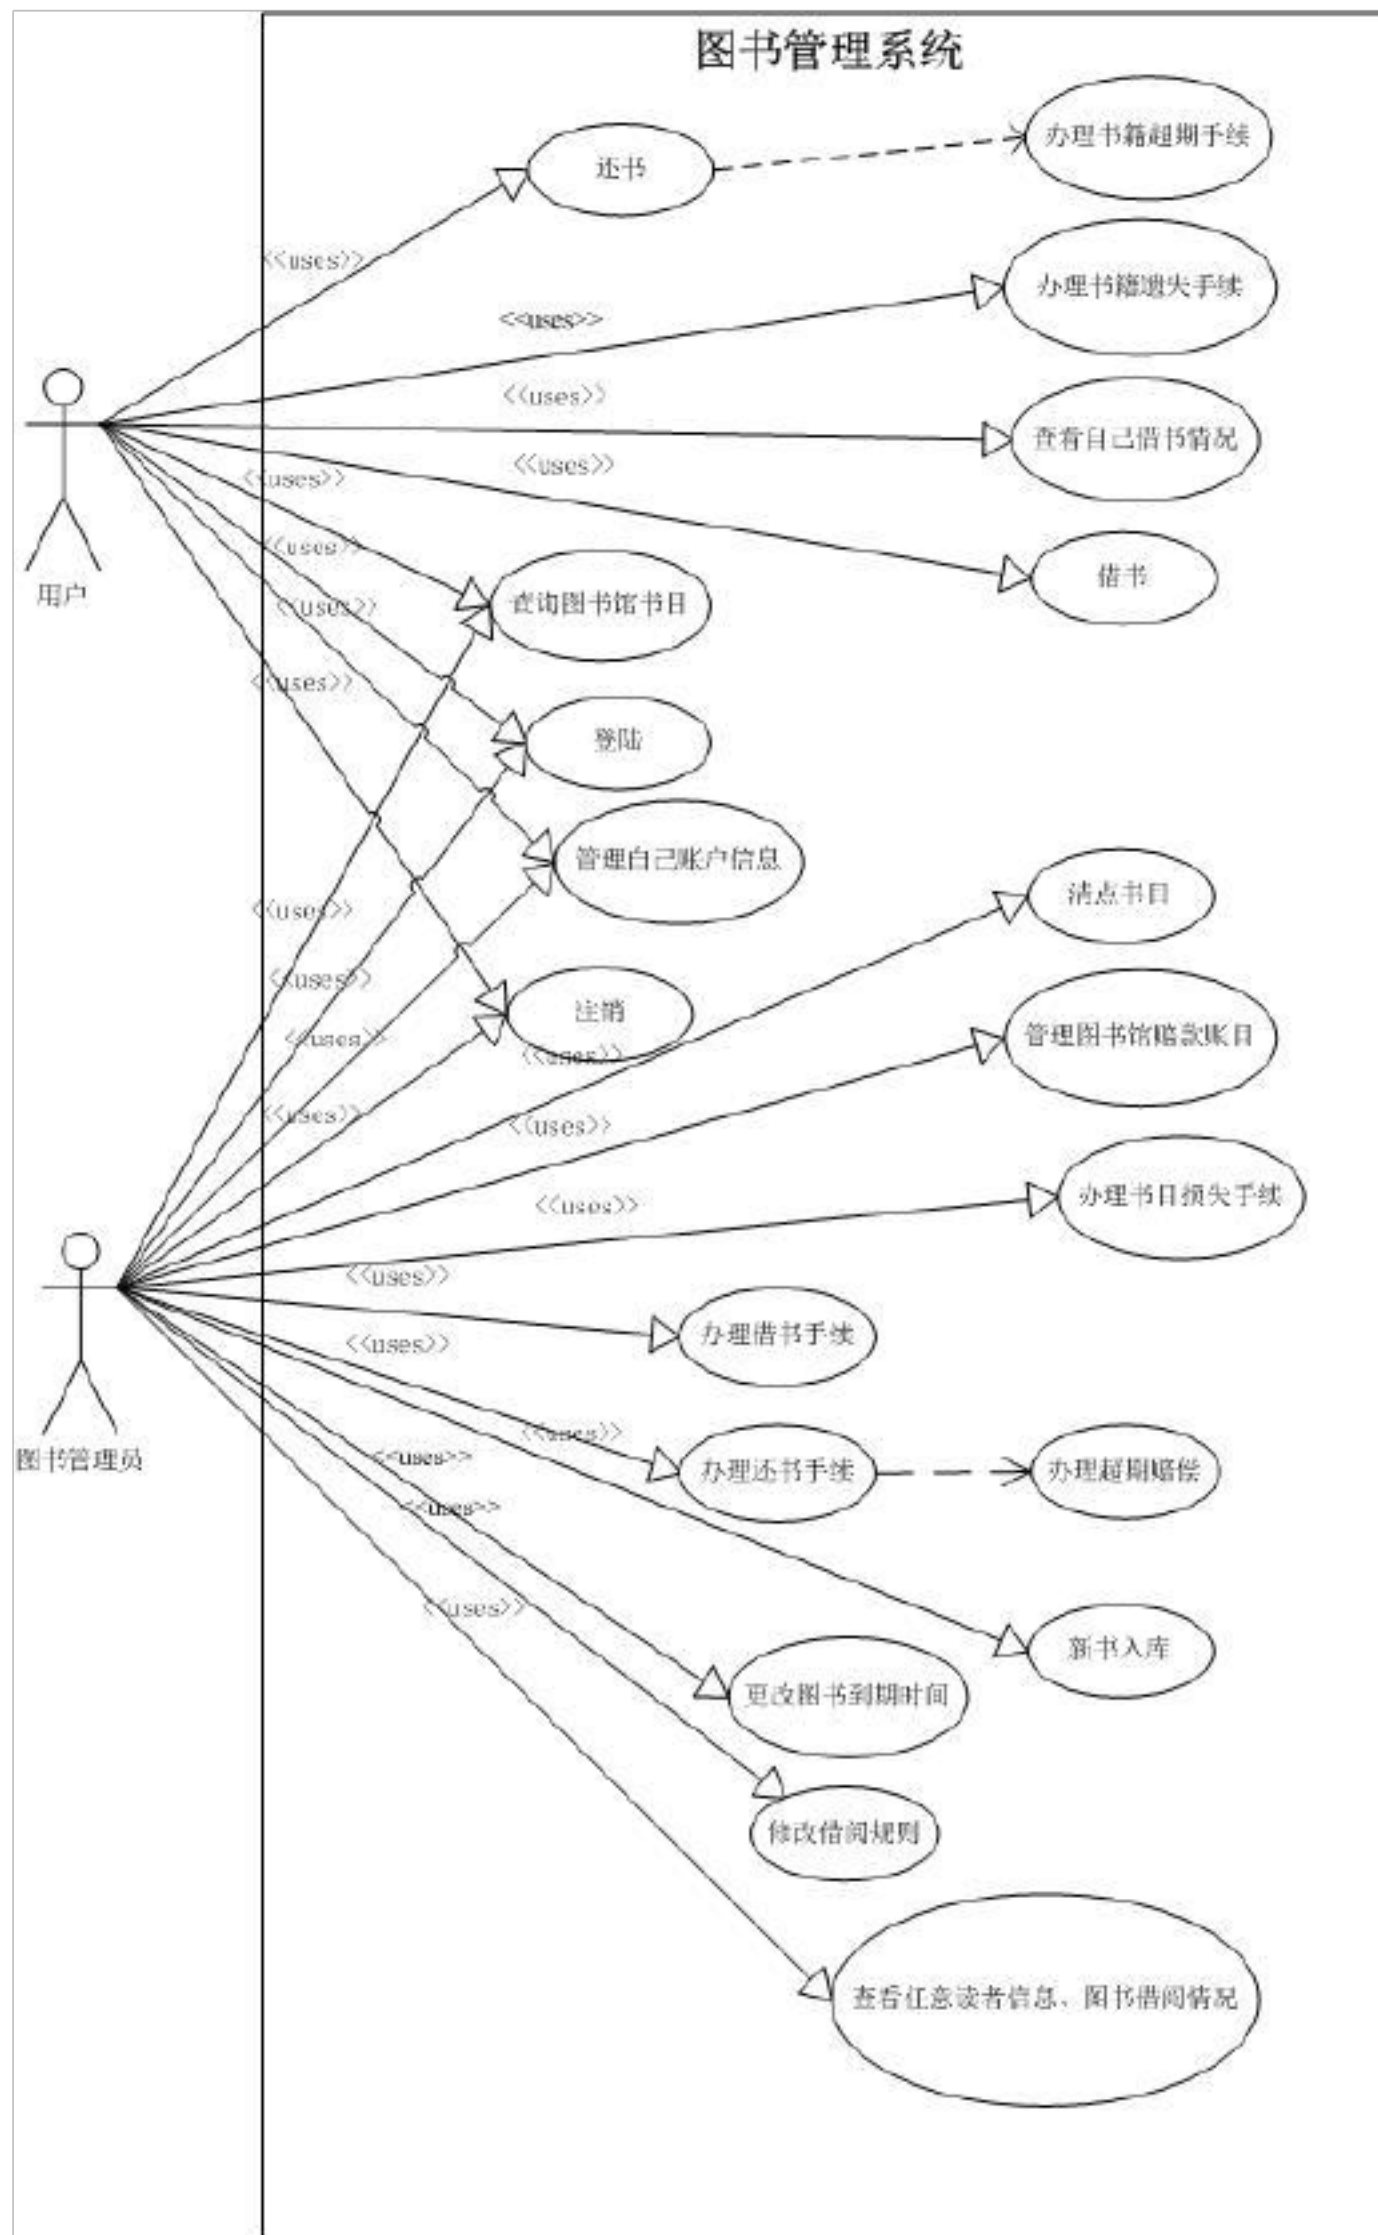 图书管理系统
还书
办理书籍超期手续
<<uses>>
办理书籍遗失手续
<<uses>>
<<uses>>
查看自己借书情况
<<uses>>
<<uses>>
<<uses>>
借书
用户
查询图书馆书目
<<uses>>
<<uses>>
登陆
管理自己账户信息
清点书目
<<uses>>
<<uses>>
注销
<<uses>>
管理图书馆赔款账目
<<uses>>
<<uses>>
<<uses>>
办理书目损失手续
<<uses>>
<<uses>>
办理借书手续
<<uses>>
<<uses>>
图书管理员
<<uses>>
办理还书手续
办理超期赔偿
<<uses>>
<<uses>>
新书入库
更改图书到期时间
修改借阅规则
查看任意读者信息、图书借阅情况